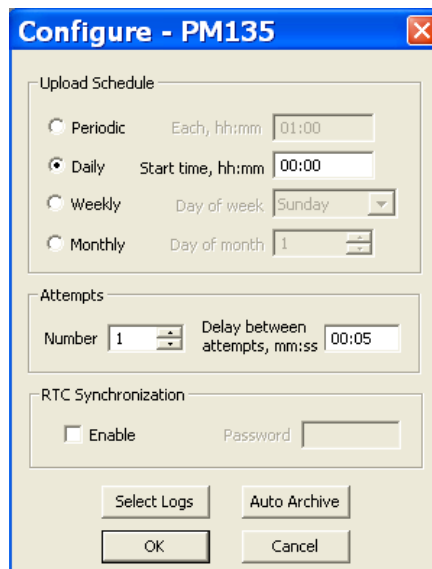 Configure - PM135
Upload Schedule
Periodic Each, hh:mm 01:00
Daily Start time, hh:mm 00:00
Weekly Day of week Sunday
Monthly Day of month 1
Attempts
Number 1 Delay between
attempts, mm:ss 00:05
RTC Synchronization
Enable Password
Select Logs Auto Archive
OK Cancel